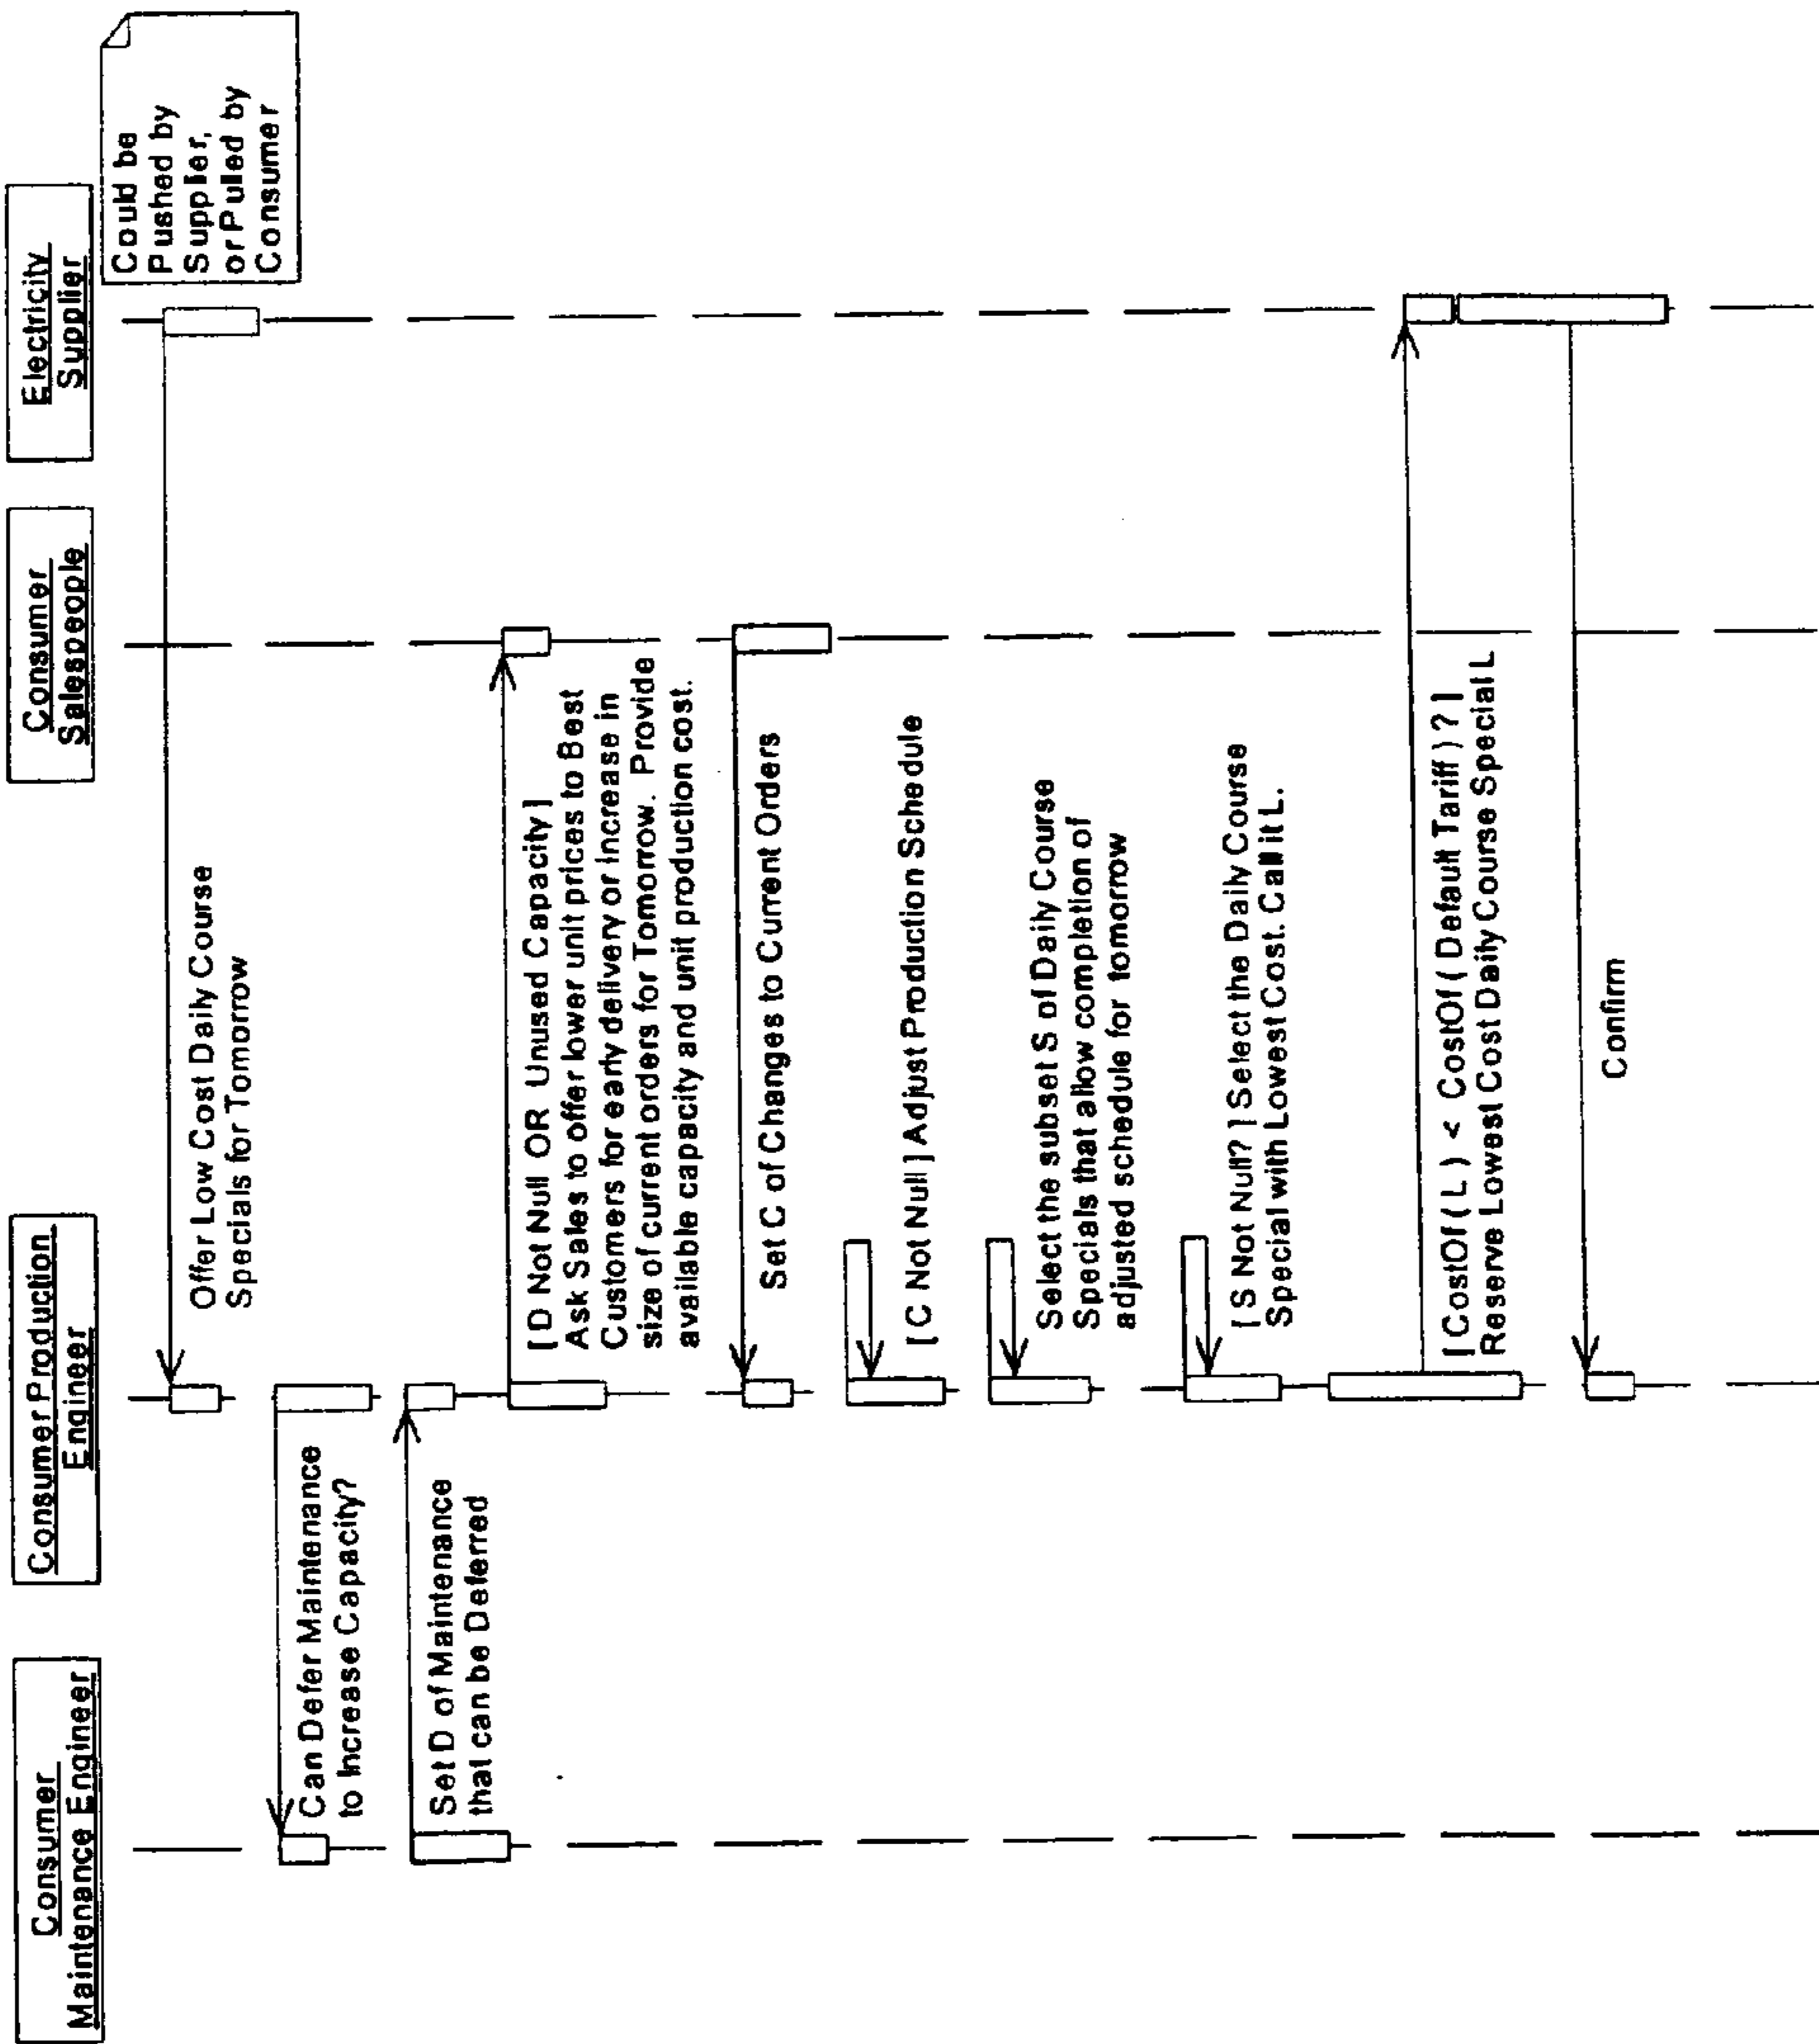 Consumer
Maintenance Engineer
Consumer Production
Engineer
Consumer
Salespeople
Electricity
Supplier
Could be
Pushed by
Supplier,
or Pulled by
Consumer
Offer Low Cost Daily Course
Specials for Tomorrow
Can Defer Maintenance
to Increase Capacity?
Set D of Maintenance
that can be Deferred
[ D Not Null OR Unused Capacity ]
Ask Sales to offer lower unit prices to Best
Customers for early delivery or increase in
size of current orders for Tomorrow. Provide
available capacity and unit production cost.
Set C of Changes to Current Orders
[ C Not Null ] Adjust Production Schedule
Select the subset S of Daily Course
Specials that allow completion of
adjusted schedule for tomorrow
[ S Not Null? ] Select the Daily Course
Special with Lowest Cost. Call it L.
[ CostOf( L ) < CostOf( Default Tariff ) ? ]
Reserve Lowest Cost Daily Course Special L
Confirm